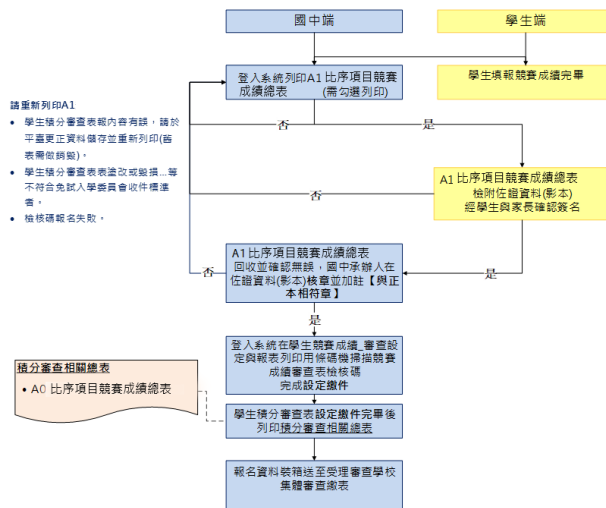 國中端
學生端
登入系統列印A1 比序項目競賽
成績總表 (需勾選列印)
學生填報競賽成績完畢
請重新列印A1
• 學生積分審查表報內容有誤，請於
平臺更正資料儲存並重新列印(舊
表需做銷毀)。
• 學生積分審查表表塗改或毀損...等
不符合免試入學委員會收件標準
者。
• 檢核碼報名失敗。
否
是
A1 比序項目競賽成績總表
檢附佐證資料(影本)
經學生與家長確認簽名
否
是
A1 比序項目競賽成績總表
回收並確認無誤，國中承辦人在
佐證資料(影本)核章並加註【與正
本相符章】
否
是
登入系統在學生競賽成績_審查設
定與報表列印用條碼機掃描競賽
成績審查表檢核碼
完成設定繳件
積分審查相關總表
• A0 比序項目競賽成績總表
學生積分審查表設定繳件完畢後
列印積分審查相關總表
報名資料裝箱送至受理審查學校
集體審查繳表